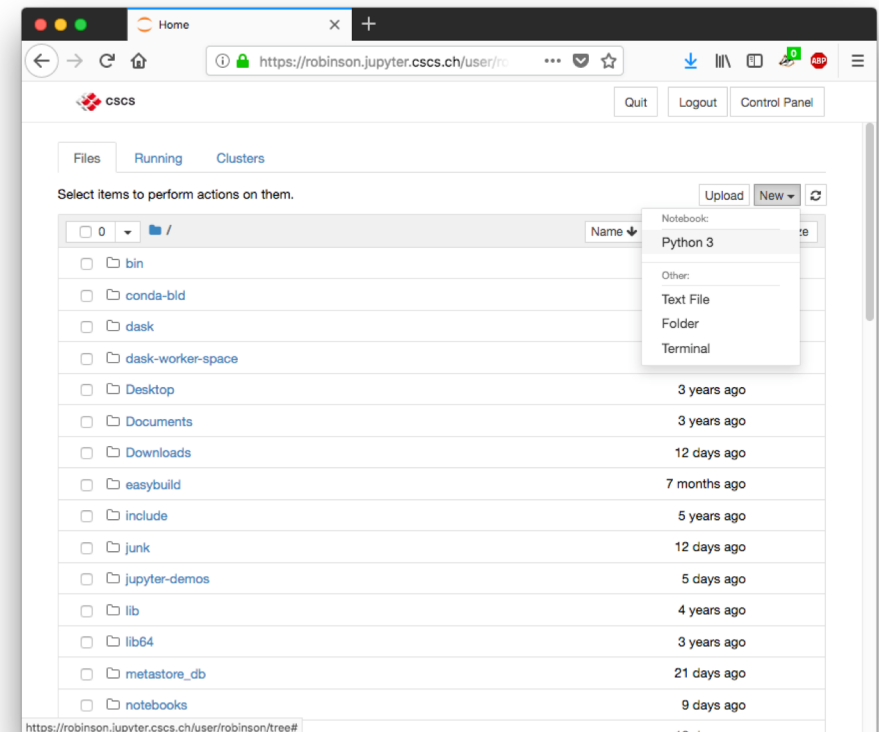 Home
https://robinson.jupyter.cscs.ch/user/ro
0
ABP
CSCS
Quit Logout Control Panel
Files Running Clusters
Select items to perform actions on them.
Upload New
0 / Name
Notebook:
Python 3
Other:
Text File
Folder
Terminal
bin
conda-bld
dask
dask-worker-space
Desktop 3 years ago
Documents 3 years ago
Downloads 12 days ago
easybuild 7 months ago
include 5 years ago
junk 12 days ago
jupyter-demos 5 days ago
lib 4 years ago
lib64 3 years ago
metastore_db 21 days ago
notebooks 9 days ago
https://robinson.jupyter.cscs.ch/user/robinson/tree#